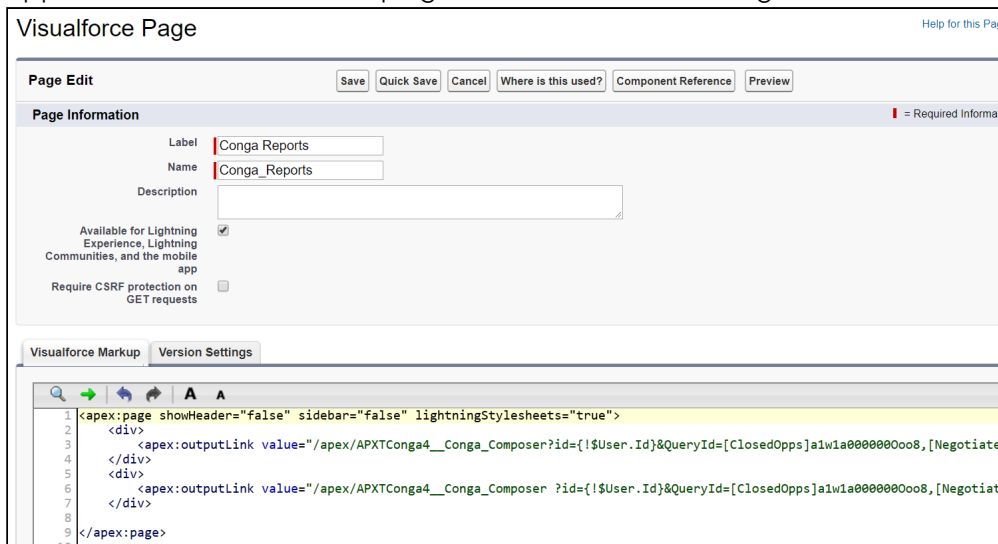 Visualforce Page
Help for this Pa
Page Edit
Save Quick Save Cancel Where is this used? Component Reference Preview
Page Information
= Required Informa
Label Conga Reports
Name Conga_Reports
Description
Available for Lightning
Experience, Lightning
Communities, and the mobile
app
Require CSRF protection on
GET requests
Visualforce Markup Version Settings
A A
1 <apex:page showHeader="false" sidebar="false" lightningStylesheets="true">
2 <div>
3 <apex:outputLink value="/apex/APXTConga4__Conga_Composer?id={!$User.Id}&QueryId=[ClosedOpps]a1w1a000000Ooo8,[Negotiate
4 </div>
5 <div>
6 <apex:outputLink value="/apex/APXTConga4__Conga_Composer ?id={!$User.Id}&QueryId=[ClosedOpps]a1w1a000000Ooo8,[Negotiat
7 </div>
8
9 </apex:page>